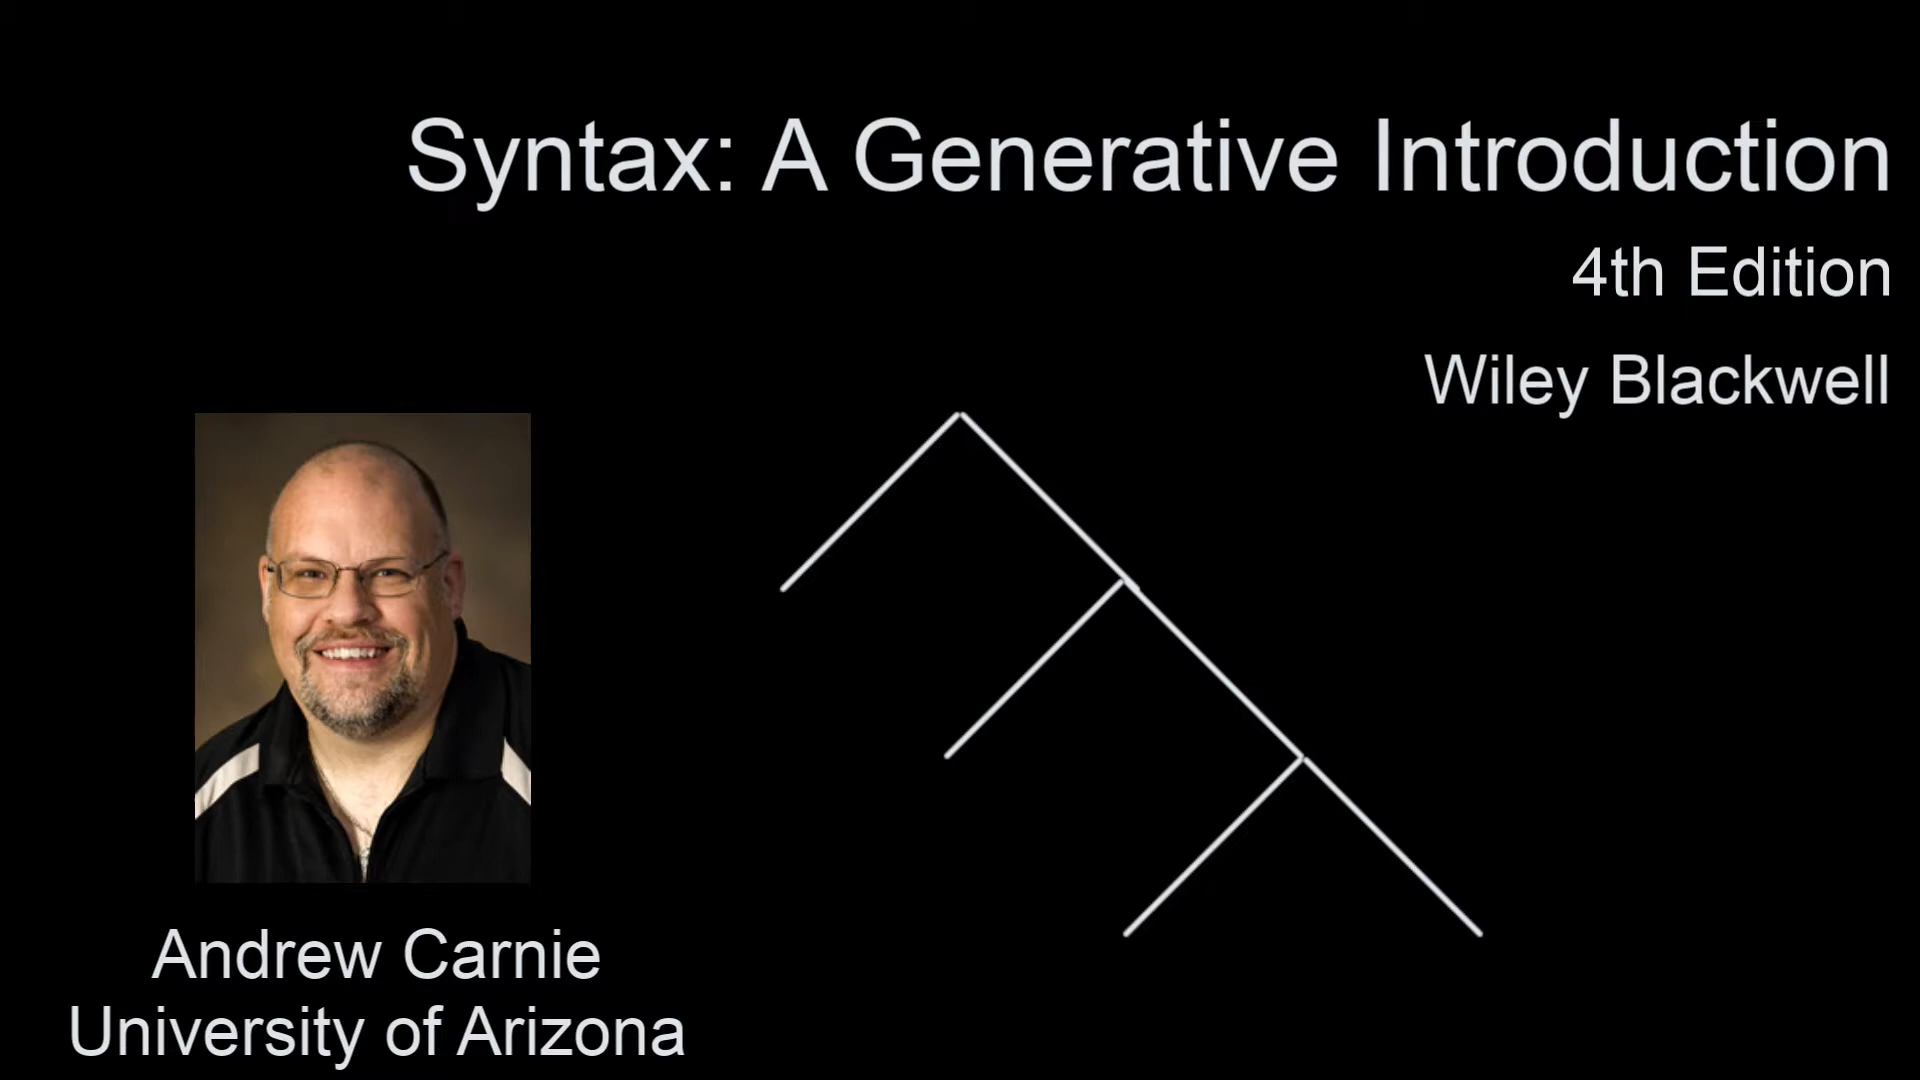 Syntax: A Generative Introduction
4th Edition
Wiley Blackwell
Andrew Carnie
University of Arizona